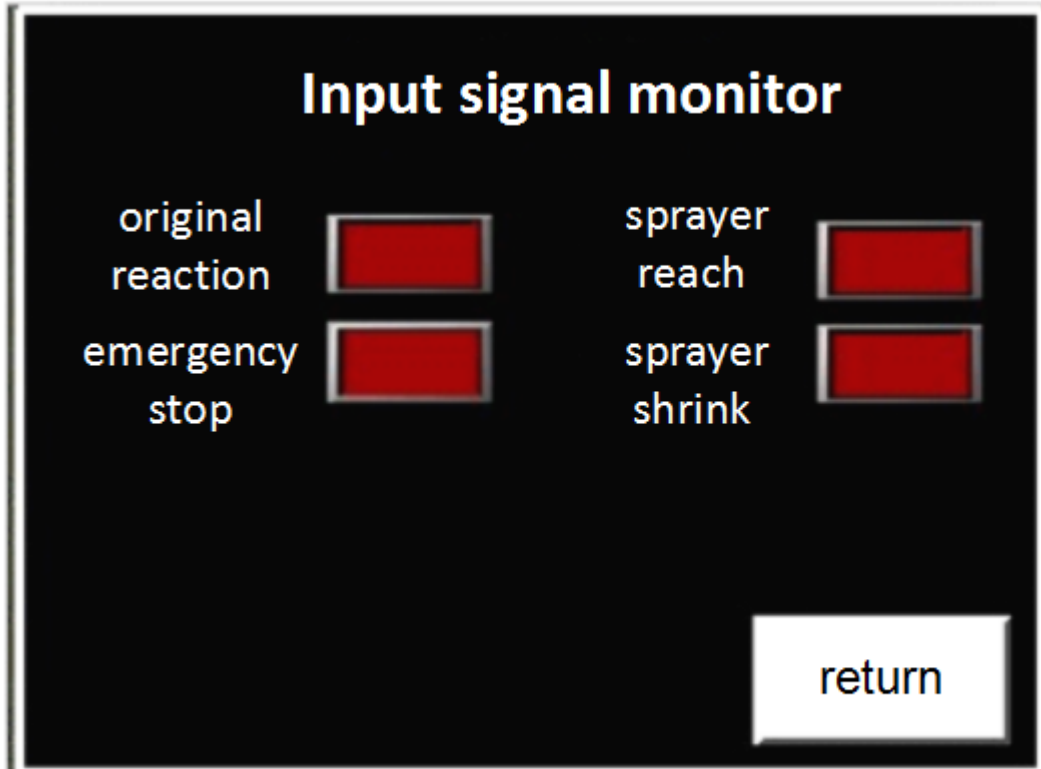 Input signal monitor
original
reaction
sprayer
reach
emergency
stop
sprayer
shrink
return